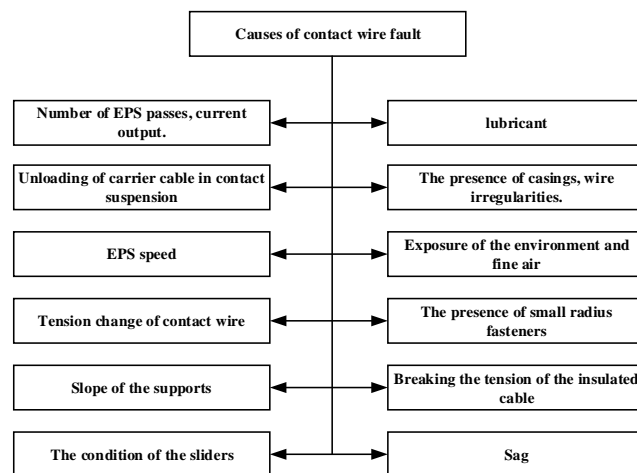 Causes of contact wire fault
Number of EPS passes, current
output.
lubricant
Unloading of carrier cable in contact
suspension
The presence of casings, wire
irregularities.
EPS speed
Exposure of the environment and
fine air
Tension change of contact wire
The presence of small radius
fasteners
Slope of the supports
Breaking the tension of the insulated
cable
The condition of the sliders
Sag